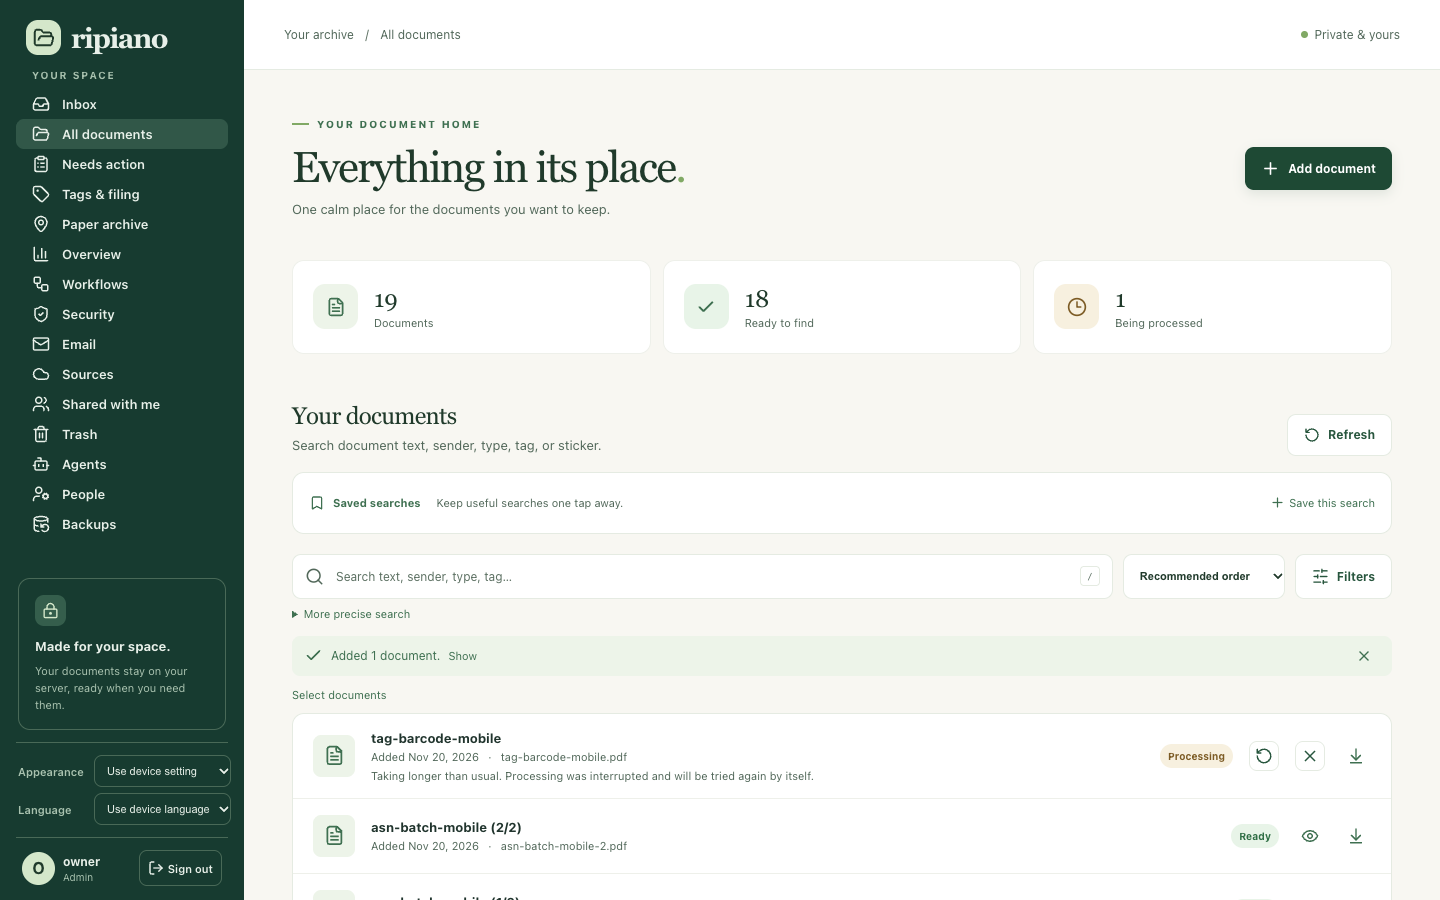 ripiano
YOUR SPACE
Inbox
All documents
Needs action
Tags & filing
Paper archive
Overview
Workflows
Security
Email
Sources
Shared with me
Trash
Agents
People
Backups
Made for your space.
Your documents stay on your
server, ready when you need
them.
Appearance
Use device setting
Language
Use device language
O
owner
Admin
Sign out
Your archive / All documents
Private & yours
YOUR DOCUMENT HOME
Everything in its place.
One calm place for the documents you want to keep.
Add document
19
Documents
18
Ready to find
1
Being processed
Your documents
Search document text, sender, type, tag, or sticker.
Refresh
Saved searches Keep useful searches one tap away.
Save this search
Search text, sender, type, tag...
/
Recommended order
Filters
More precise search
Added 1 document. Show
Select documents
tag-barcode-mobile
Added Nov 20, 2026 · tag-barcode-mobile.pdf
Taking longer than usual. Processing was interrupted and will be tried again by itself.
Processing
asn-batch-mobile (2/2)
Added Nov 20, 2026 · asn-batch-mobile-2.pdf
Ready